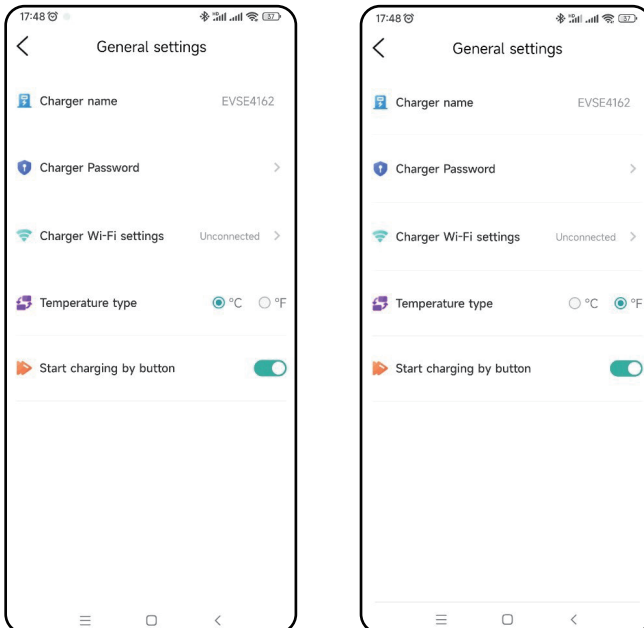 17:48 37
General settings
Charger name EVSE4162
Charger Password
Charger Wi-Fi settings Unconnected
Temperature type °C °F
Start charging by button
17:48 37
General settings
Charger name EVSE4162
Charger Password
Charger Wi-Fi settings Unconnected
Temperature type °C °F
Start charging by button